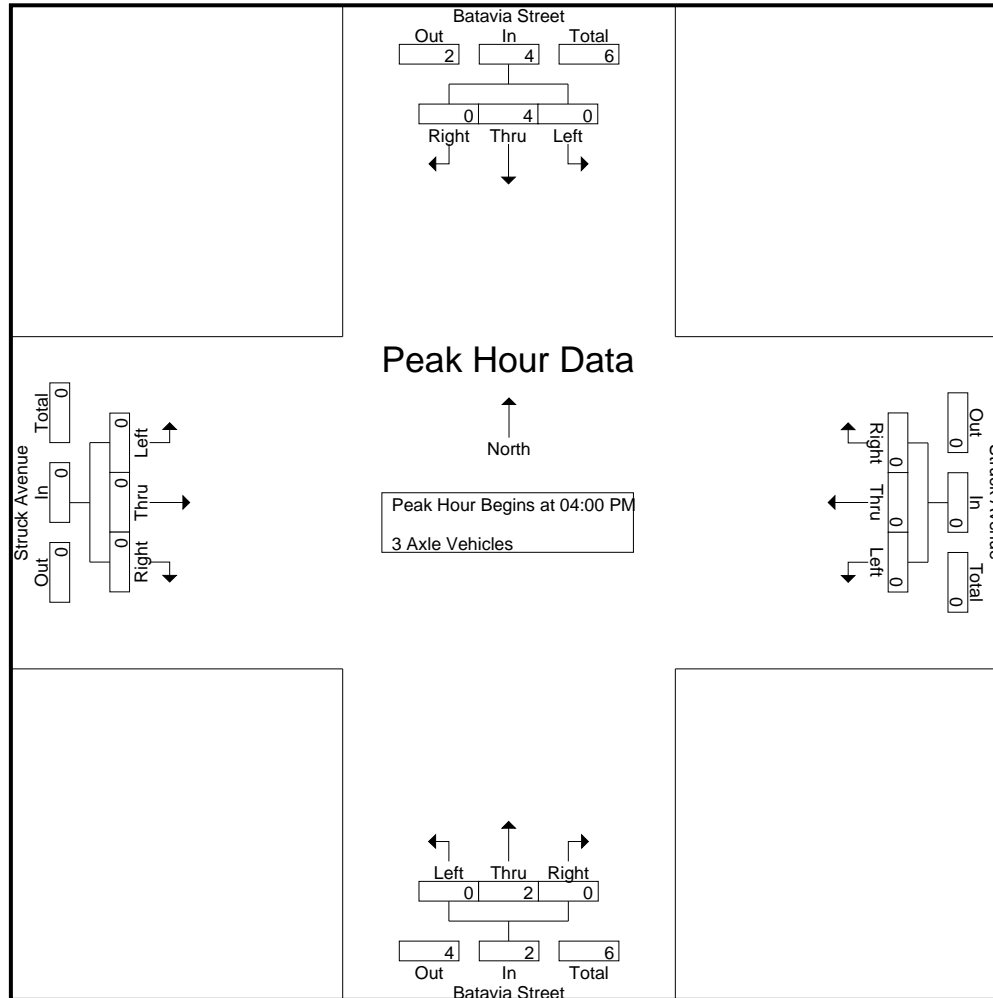 Batavia Street
Out In Total
2 4 6
0 4 0
Right Thru Left
Peak Hour Data
North
Peak Hour Begins at 04:00 PM
3 Axle Vehicles
Struck Avenue
Out In Total
0 0 0
0 0 0
Right Thru Left
Out In Total
0 0 0
0 0 0
Right Thru Left
Left Thru Right
0 2 0
4 2 6
Out In Total
Batavia Street